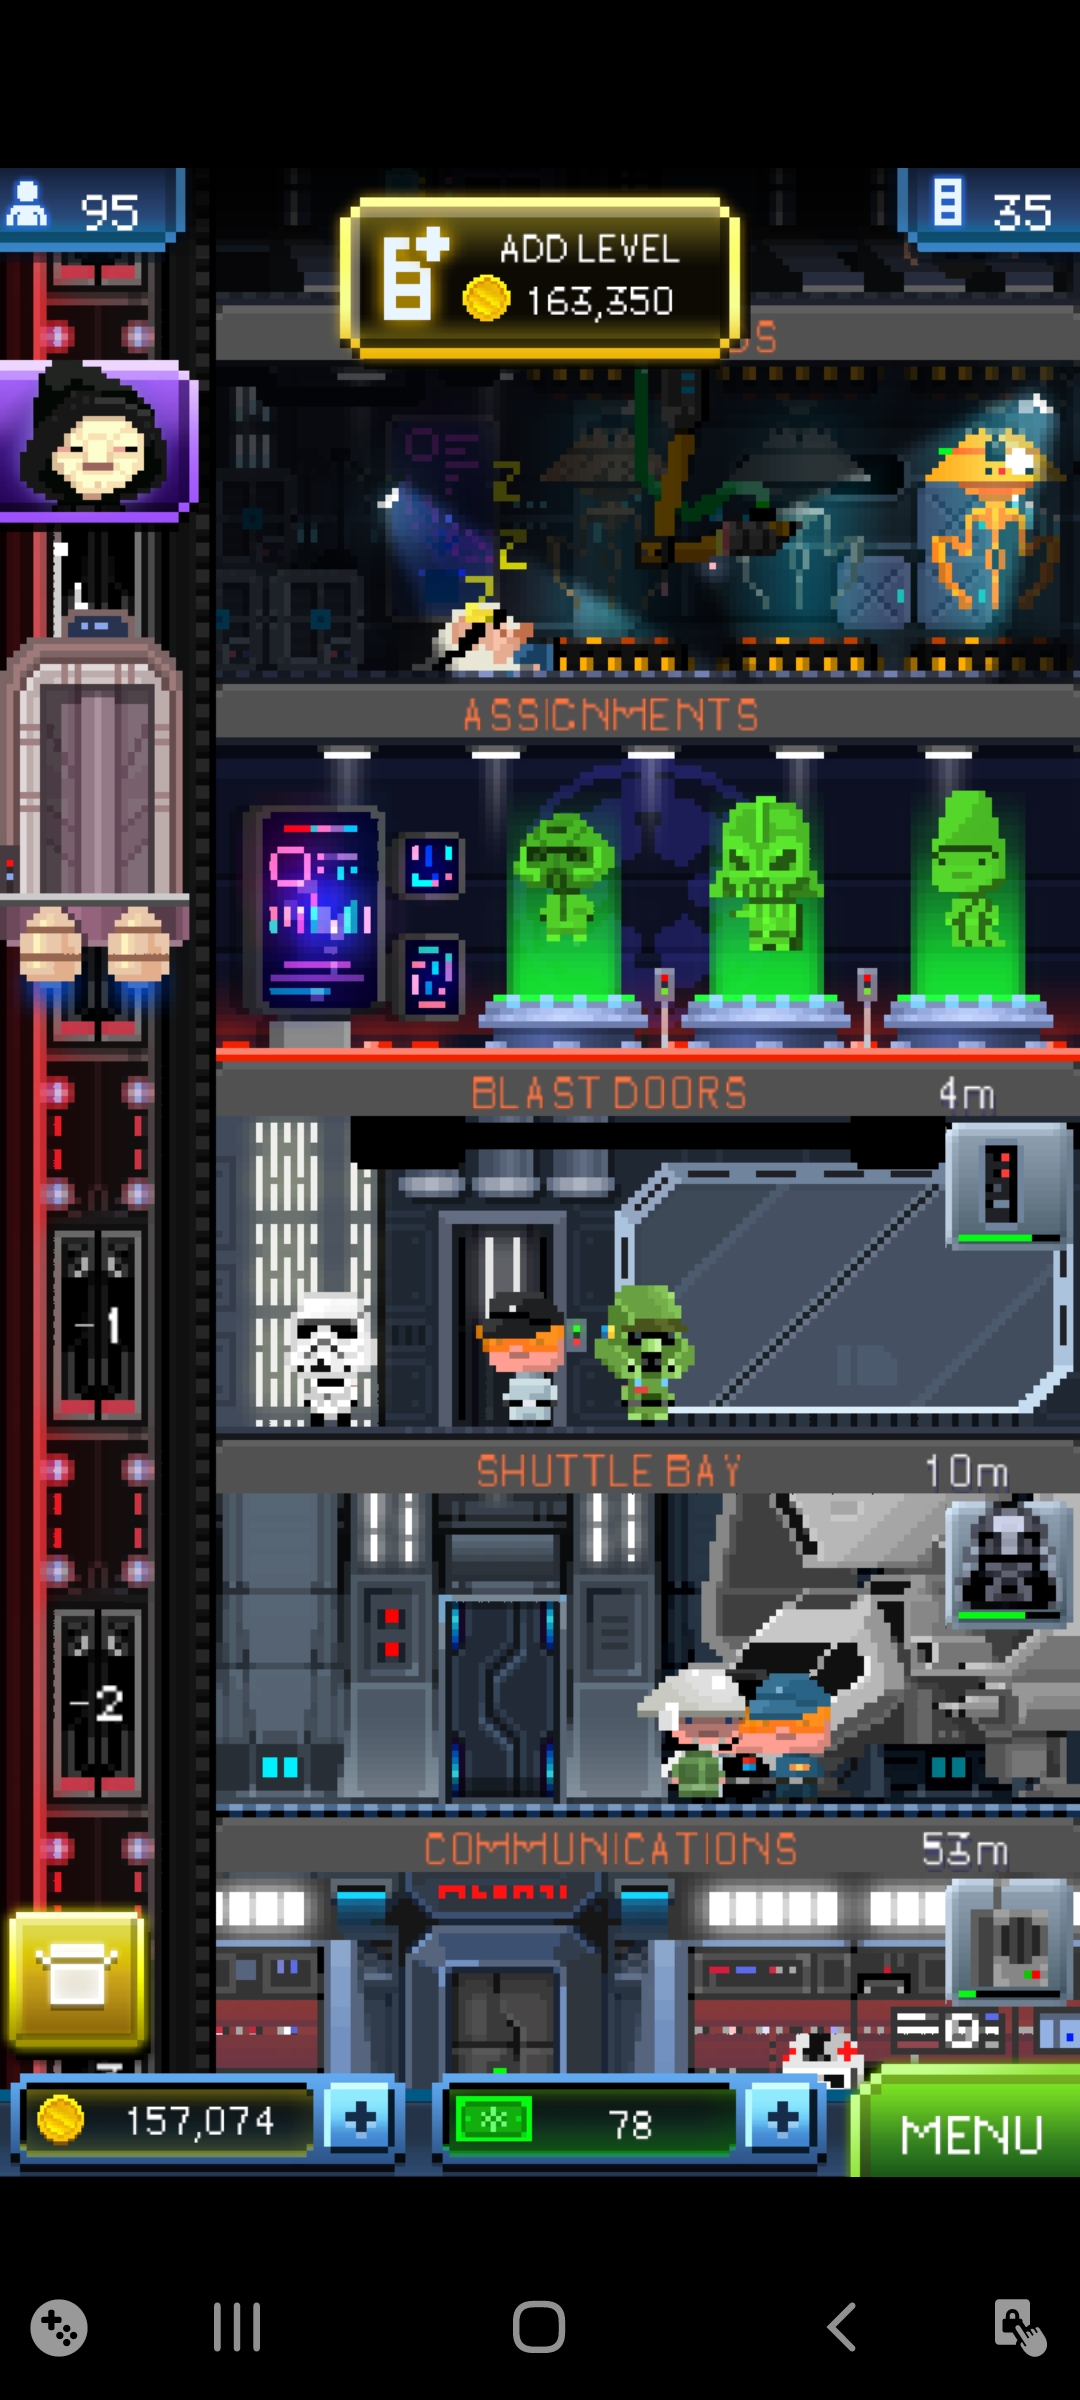 95
35
ADD LEVEL
163,350
DS
Z
Z
Z
ASSIGNMENTS
BLAST DOORS 4m
-1
SHUTTLE BAY 10m
-2
COMMUNICATIONS 53m
157,074
+
78
+
MENU